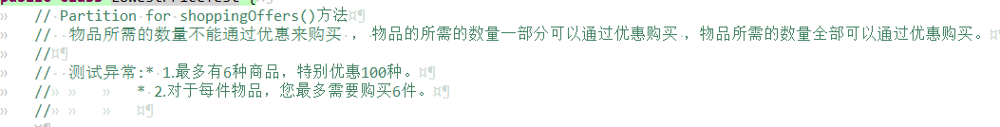 // Partition for shoppingOffers()方法
// 物品所需的数量不能通过优惠来购买 , 物品的所需的数量一部分可以通过优惠购买 ，物品所需的数量全部可以通过优惠购买。
//
// 测试异常:* 1.最多有6种商品，特别优惠100种。
// * 2.对于每件物品，您最多需要购买6件。
//